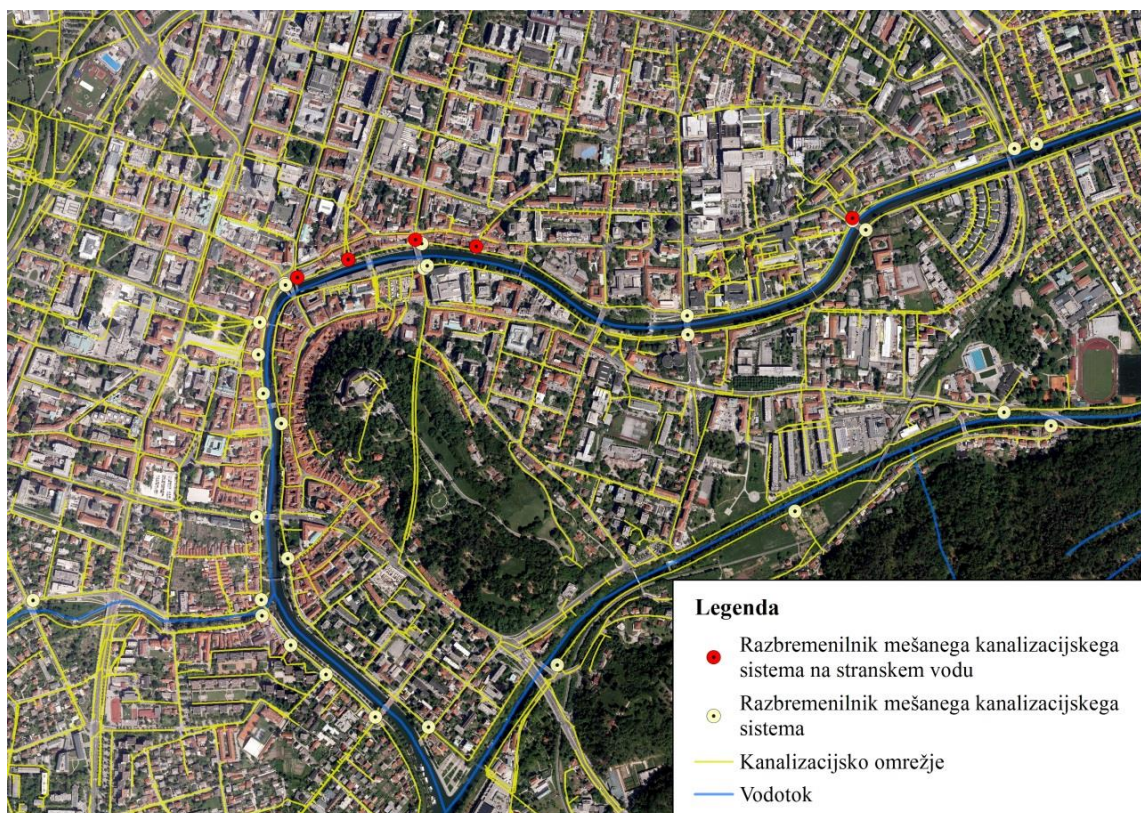 Legenda
Razbremenilnik mešanega kanalizacijskega
sistema na stranskem vodu
Razbremenilnik mešanega kanalizacijskega
sistema
Kanalizacijsko omrežje
Vodotok